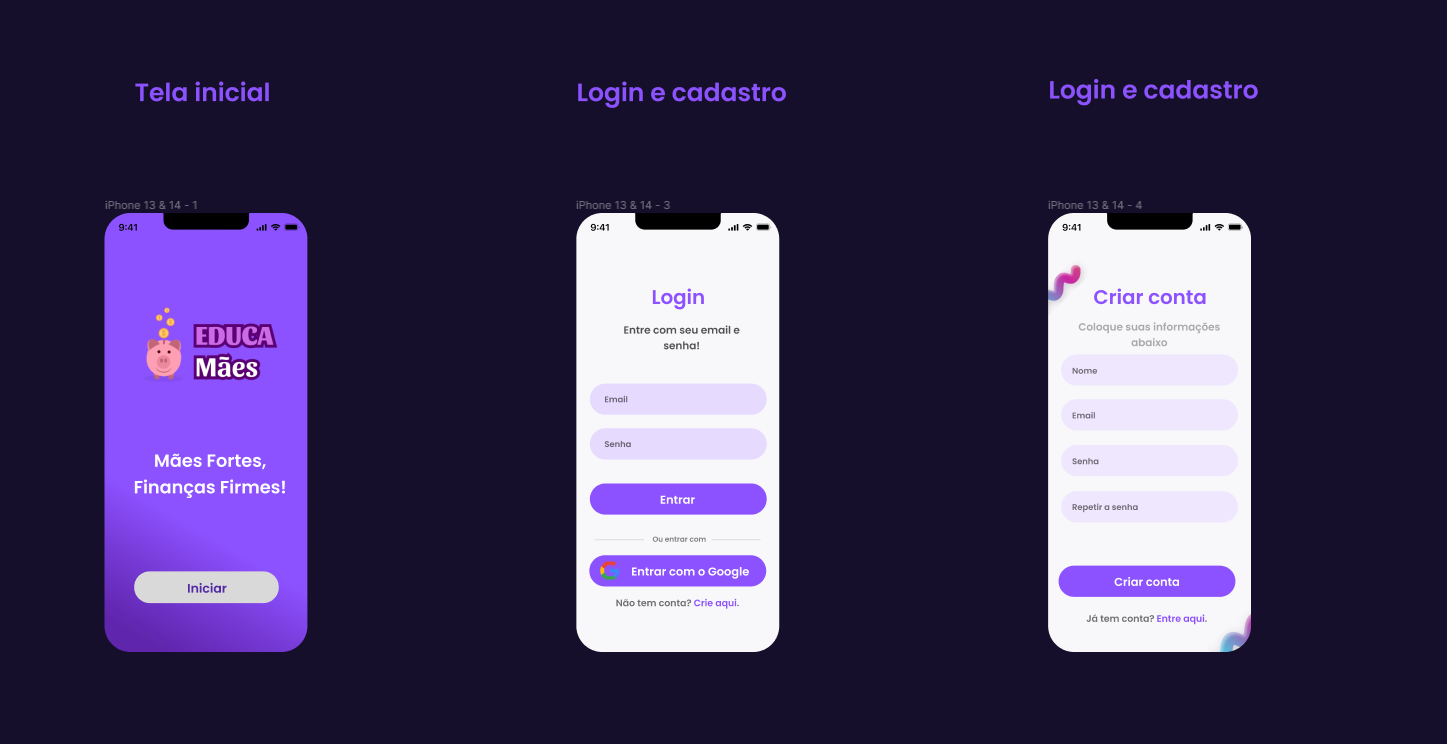 Tela inicial
Login e cadastro
Login e cadastro
iPhone 13 & 14 - 1
9:41
EDUCA
Mães
Mães Fortes,
Finanças Firmes!
Iniciar
iPhone 13 & 14 - 3
9:41
Login
Entre com seu email e
senha!
Email
Senha
Entrar
Ou entrar com
Entrar com o Google
Não tem conta? Crie aqui.
iPhone 13 & 14 - 4
9:41
Criar conta
Coloque suas informações
abaixo
Nome
Email
Senha
Repetir a senha
Criar conta
Já tem conta? Entre aqui.